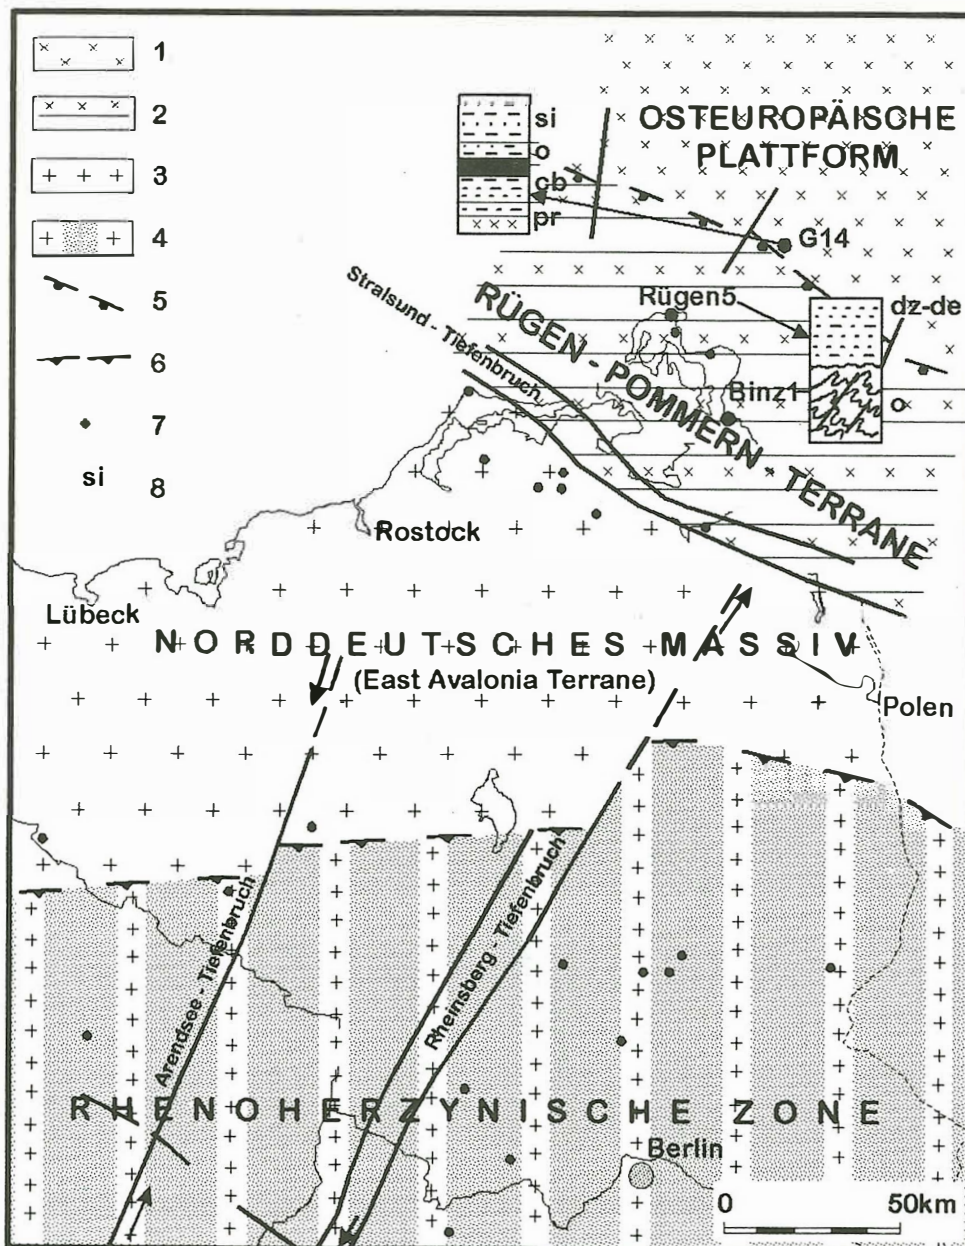 1
2
3
4
5
6
7
si 8
OSTEUROPÄISCHE
PLATTFORM
si
o
cb
pr
G14
Rügen5
dz-de
Binz1
o
Stralsund - Tiefenbruch
RÜGEN - POMMERN - TERRANE
Rostock
Lübeck
NORDDEUTSCHES MASSIV
(East Avalonia Terrane)
Polen
Arendsee - Tiefenbruch
Rheinsberg - Tiefenbruch
RHENOHERZYNISCHE ZONE
Berlin
0 50km